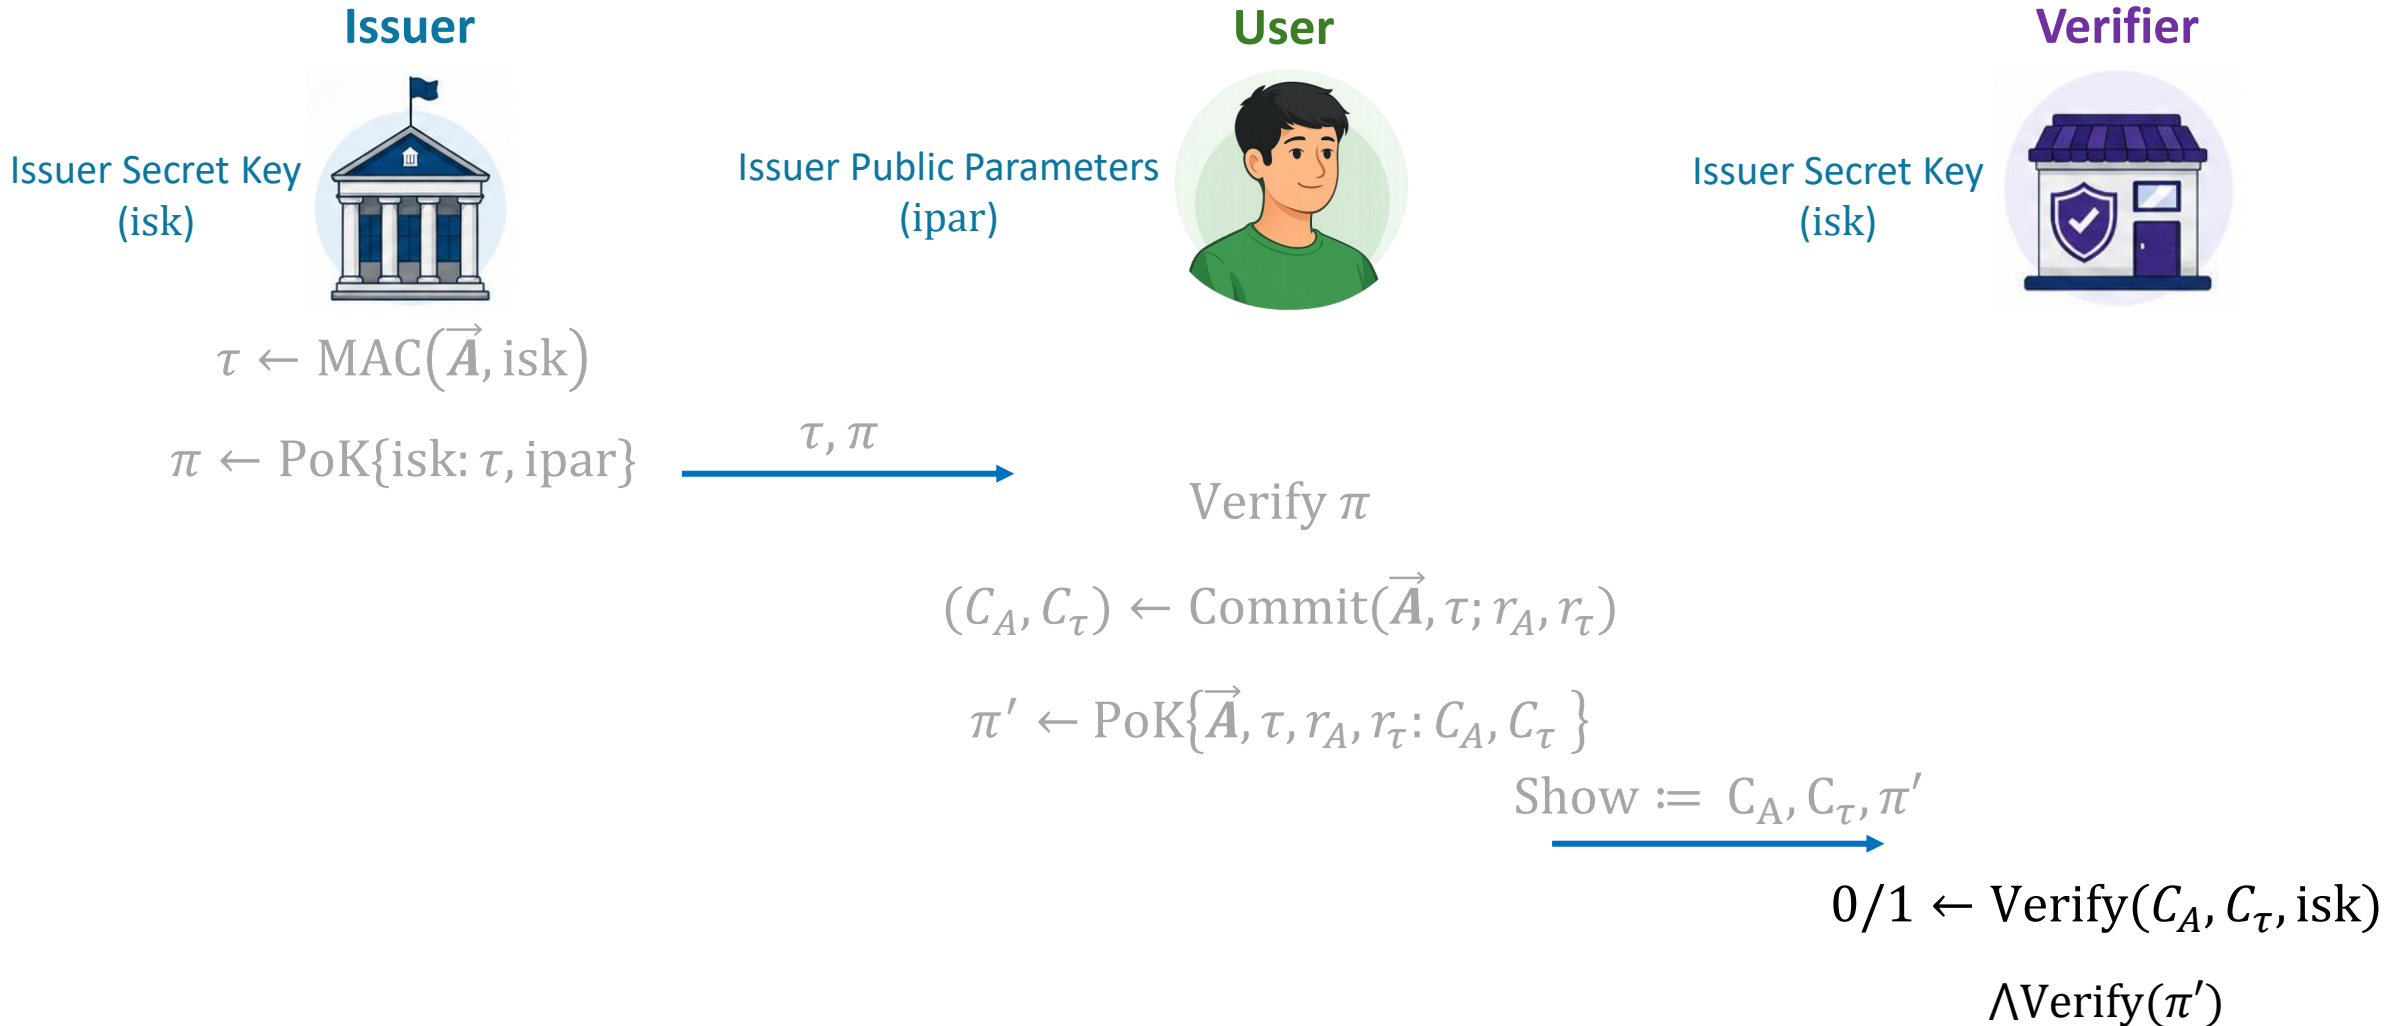 Issuer
User
Verifier
Issuer Secret Key
(isk)
Issuer Public Parameters
(ipar)
Issuer Secret Key
(isk)
τ ← MAC(A⃗, isk)
π ← PoK{isk: τ, ipar}
τ, π
Verify π
(C_A, C_τ) ← Commit(A⃗, τ; r_A, r_τ)
π′ ← PoK{A⃗, τ, r_A, r_τ: C_A, C_τ }
Show ≔ C_A, C_τ, π′
0/1 ← Verify(C_A, C_τ, isk)
⋀Verify(π′)